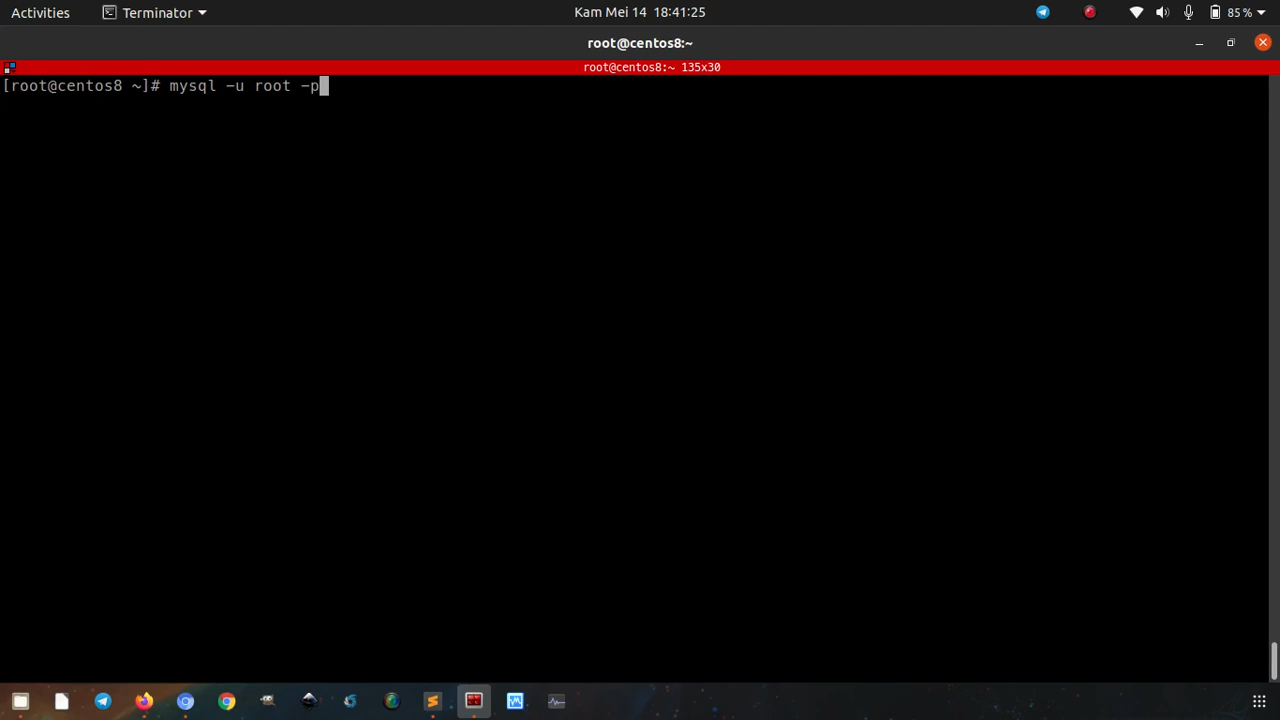 Activities Terminator Kam Mei 14 18:41:25 85 %
root@centos8:~
root@centos8:~ 135x30
[root@centos8 ~]# mysql -u root -p